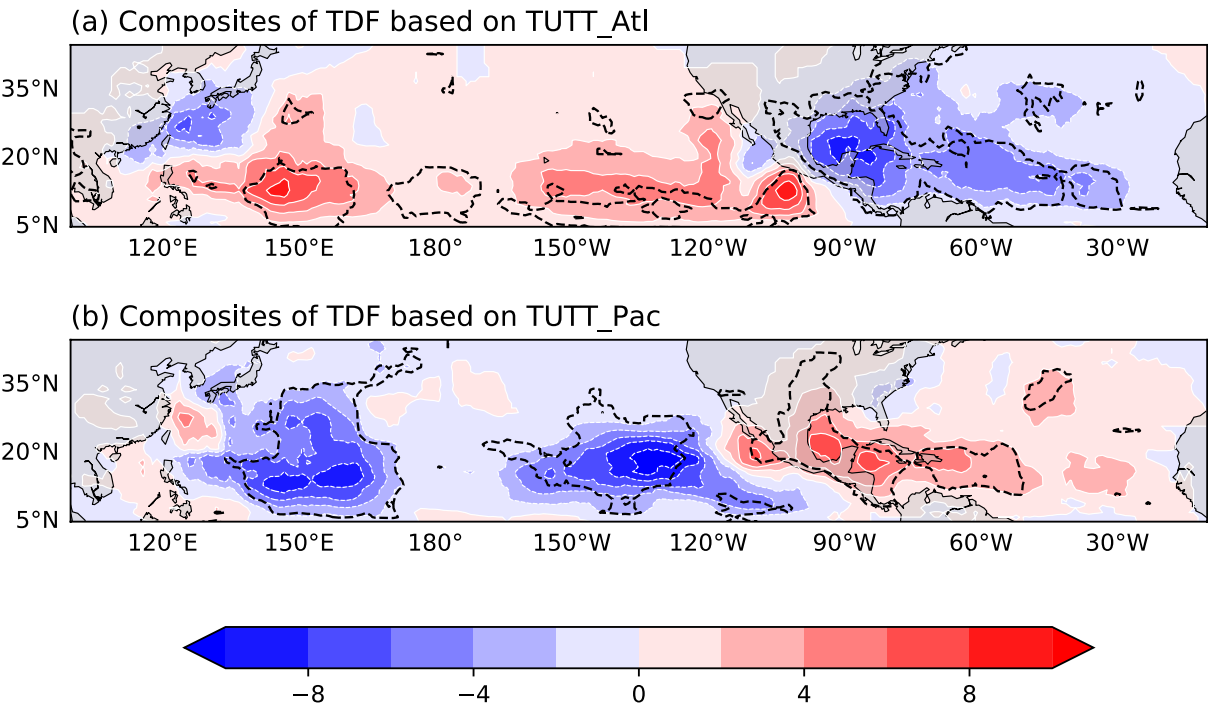 (a) Composites of TDF based on TUTT_Atl
35°N
20°N
5°N
120°E 150°E 180° 150°W 120°W 90°W 60°W 30°W
(b) Composites of TDF based on TUTT_Pac
35°N
20°N
5°N
120°E 150°E 180° 150°W 120°W 90°W 60°W 30°W
−8 −4 0 4 8